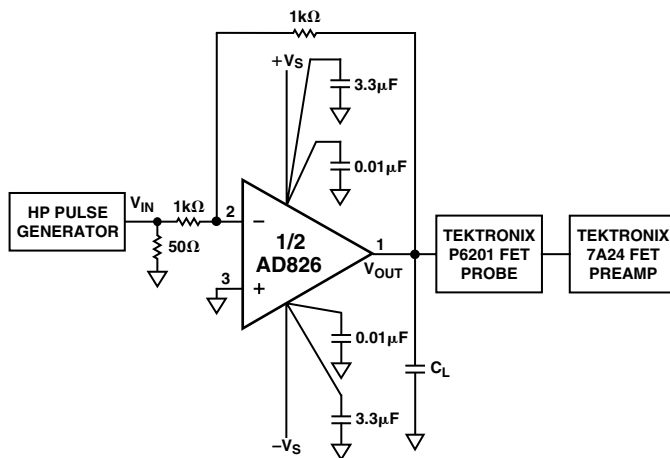 1kΩ
+VS
3.3μF
0.01μF
HP PULSE
GENERATOR
VIN
1kΩ
50Ω
2
−
3
+
1/2
AD826
1
VOUT
TEKTRONIX
P6201 FET
PROBE
TEKTRONIX
7A24 FET
PREAMP
0.01μF
CL
3.3μF
−VS